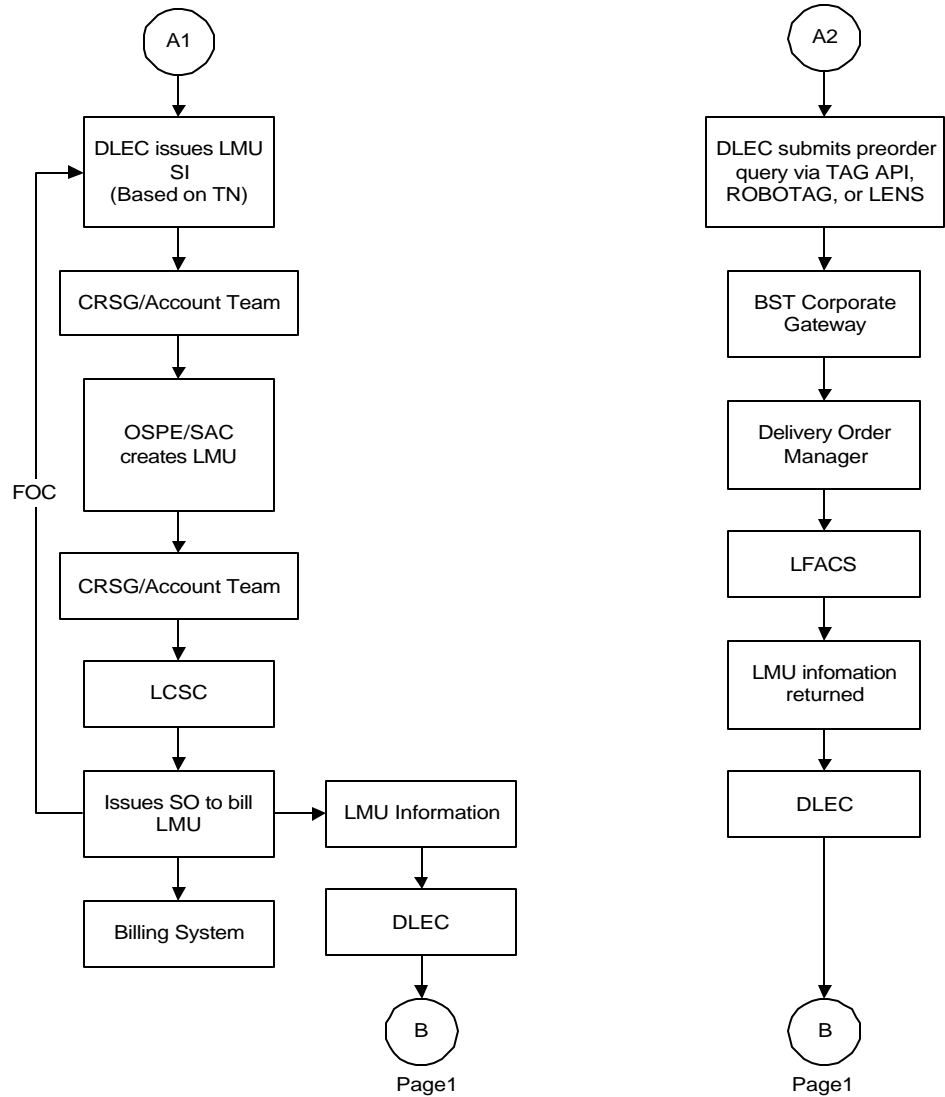 A1
DLEC issues LMU
SI
(Based on TN)
CRSG/Account Team
OSPE/SAC
creates LMU
FOC
CRSG/Account Team
LCSC
Issues SO to bill
LMU
LMU Information
Billing System
DLEC
B
Page1
A2
DLEC submits preorder
query via TAG API,
ROBOTAG, or LENS
BST Corporate
Gateway
Delivery Order
Manager
LFACS
LMU infomation
returned
DLEC
B
Page1